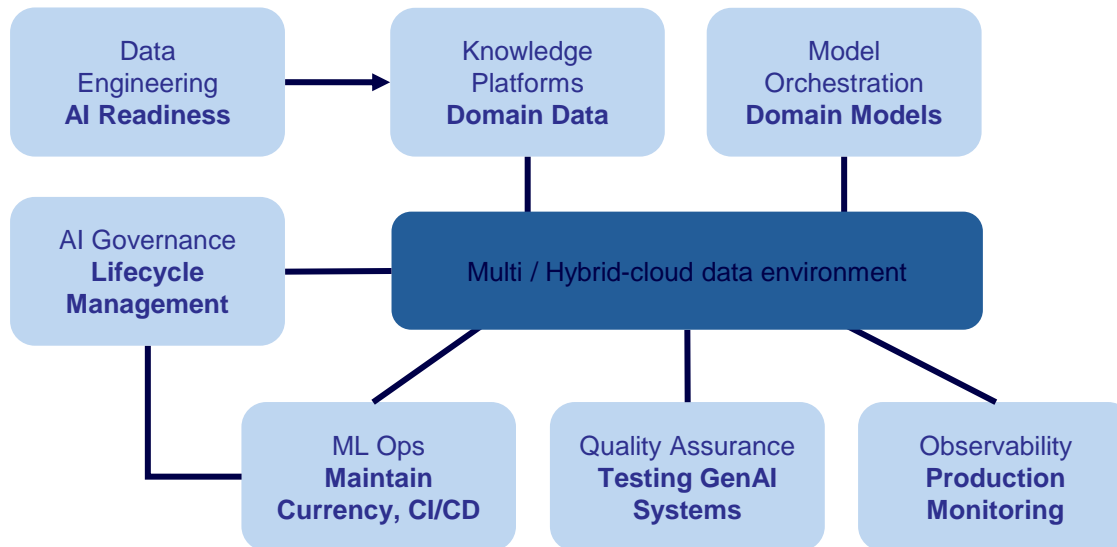 Data
Engineering
AI Readiness
Knowledge
Platforms
Domain Data
Model
Orchestration
Domain Models
AI Governance
Lifecycle
Management
Multi / Hybrid-cloud data environment
ML Ops
Maintain
Currency, CI/CD
Quality Assurance
Testing GenAI
Systems
Observability
Production
Monitoring